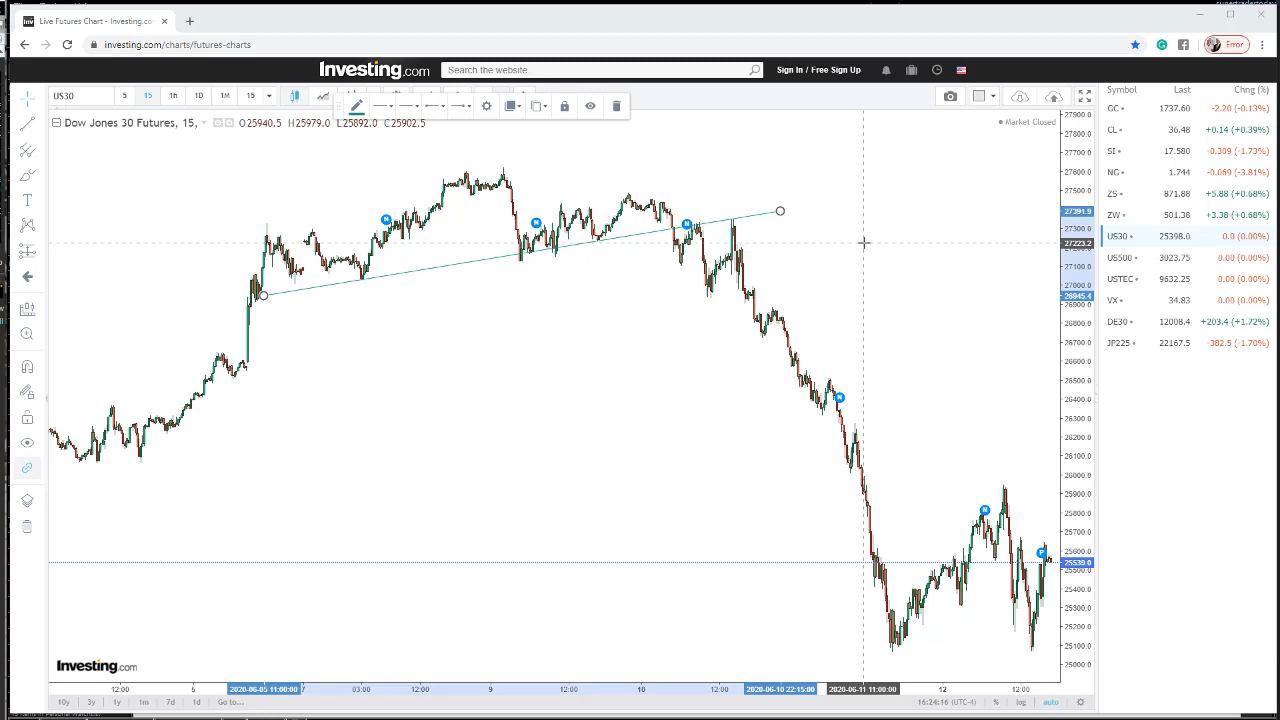 supertradertoday
Inv Live Futures Chart - Investing.co
investing.com/charts/futures-charts
Error
Investing.com
Search the website...
Sign In / Free Sign Up
US30 5 15 1h 1D 1M 15
Dow Jones 30 Futures, 15,
O25940.5 H25979.0 L25892.0 C25902.5
Market Closed
T
N
N
N
N
N
P
27900.0
27800.0
27700.0
27600.0
27500.0
27391.9
27300.0
27223.2
27100.0
27000.0
26945.4
26900.0
26800.0
26700.0
26600.0
26500.0
26400.0
26300.0
26200.0
26100.0
26000.0
25900.0
25800.0
25700.0
25600.0
25539.0
25500.0
25400.0
25300.0
25200.0
25100.0
25000.0
Symbol Last Chg (%)
GC 1737.60 -2.20 (-0.13%)
CL 36.48 +0.14 (+0.39%)
SI 17.580 -0.309 (-1.73%)
NG 1.744 -0.069 (-3.81%)
ZS 871.88 +5.88 (+0.68%)
ZW 501.38 +3.38 (+0.68%)
US30 25398.0 0.0 (0.00%)
US500 3023.75 0.00 (0.00%)
USTEC 9632.25 0.00 (0.00%)
VX 34.83 0.00 (0.00%)
DE30 12008.4 +203.4 (+1.72%)
JP225 22167.5 -382.5 (-1.70%)
Investing.com
12:00 5 2020-06-05 11:00:00 7 03:00 12:00 9 12:00 10 12:00 2020-06-10 22:15:00 2020-06-11 11:00:00 12 12:00
10y 3y 1y 1m 7d 1d Go to... 16:24:16 (UTC-4) % log auto